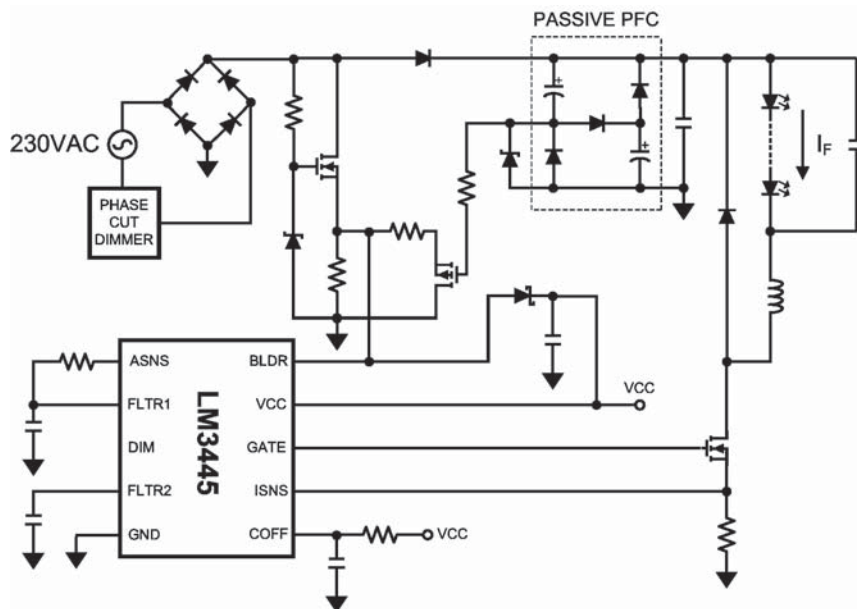 PASSIVE PFC
230VAC
PHASE
CUT
DIMMER
I_F
+
+
ASNS
BLDR
FLTR1
VCC
VCC
DIM
LM3445
GATE
FLTR2
ISNS
GND
COFF
VCC